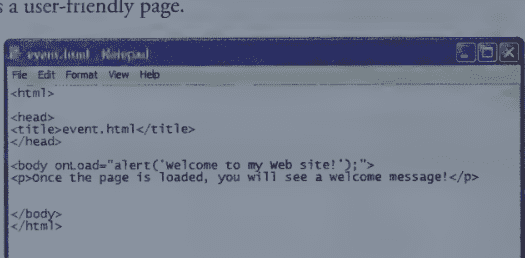 s a user-friendly page.
event.html - Notepad
File Edit Format View Help
<html>
<head>
<title>event.html</title>
</head>
<body onLoad="alert('Welcome to my Web site!');">
<p>Once the page is loaded, you will see a welcome message!</p>
</body>
</html>